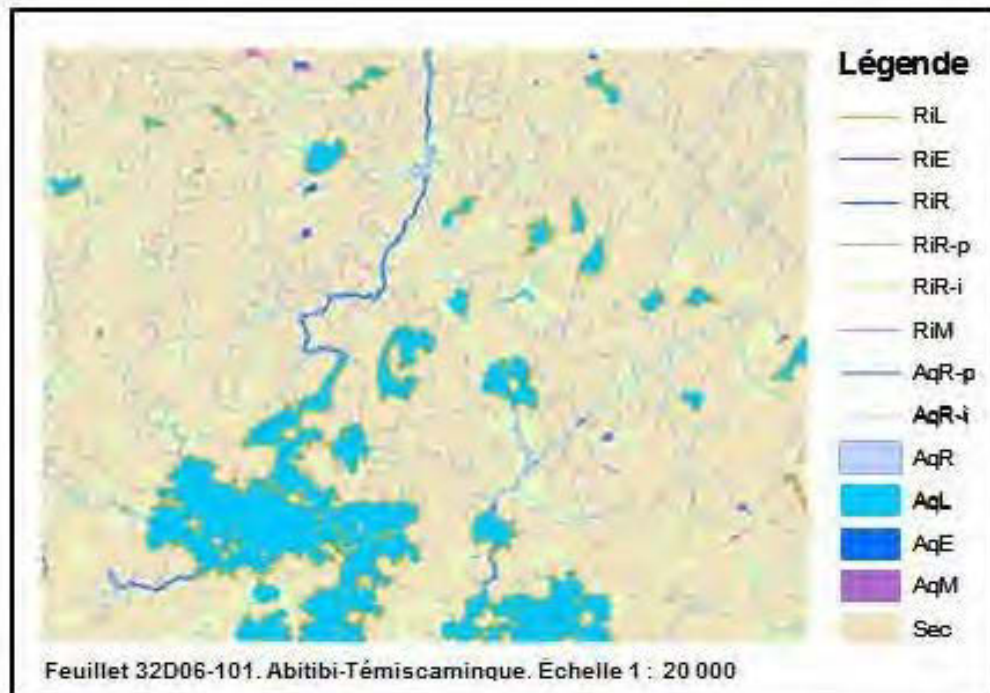 Légende
RiL
RiE
RiR
RiR-p
RiR-i
RiM
AqR-p
AqR-i
AqR
AqL
AqE
AqM
Sec
Feuillet 32D06-101. Abitibi-Témiscamingue. Échelle 1 : 20 000